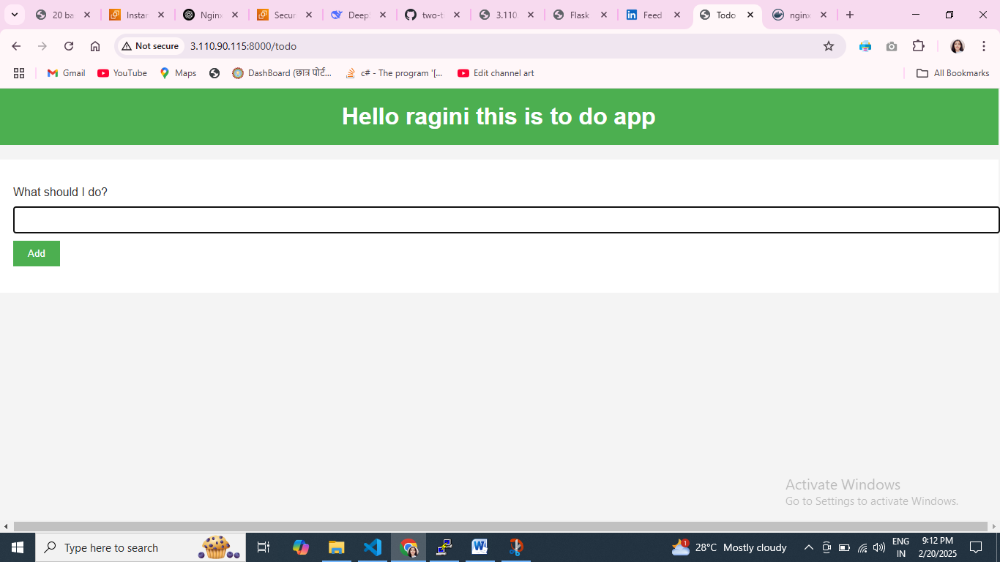 20 ba
Instar
Nginx
Secur
Deep
two-t
3.110
Flask
Feed
Todo
nginx
Not secure 3.110.90.115:8000/todo
Gmail YouTube Maps DashBoard (छात्र पोर्ट... c# - The program '[... Edit channel art All Bookmarks
Hello ragini this is to do app
What should I do?
Add
Activate Windows
Go to Settings to activate Windows.
Type here to search
1
28°C Mostly cloudy
ENG
IN
9:12 PM
2/20/2025